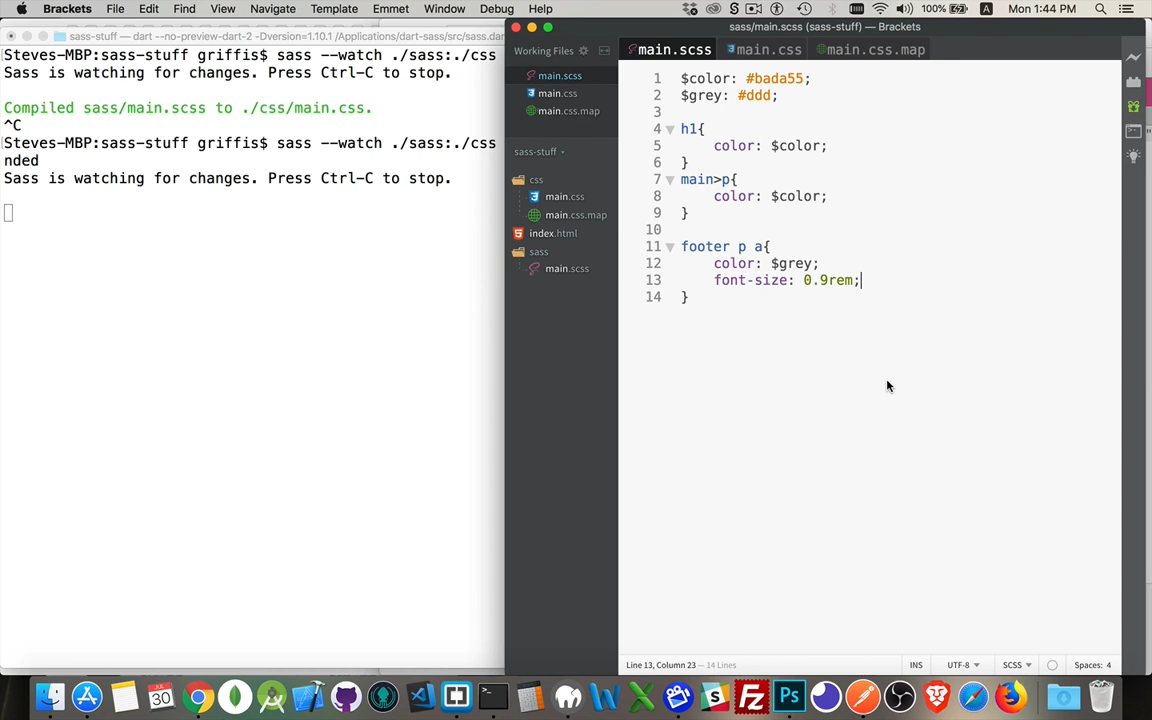 Brackets File Edit Find View Navigate Template Emmet Window Debug Help 100% A Mon 1:44 PM
sass-stuff — dart --no-preview-dart-2 -Dversion=1.10.1 /Applications/dart-sass/src/sass.dar
Steves-MBP:sass-stuff griffis$ sass --watch ./sass:./css
Sass is watching for changes. Press Ctrl-C to stop.
Compiled sass/main.scss to ./css/main.css.
^C
Steves-MBP:sass-stuff griffis$ sass --watch ./sass:./css
nded
Sass is watching for changes. Press Ctrl-C to stop.
sass/main.scss (sass-stuff) — Brackets
Working Files
main.scss
main.css
main.css.map
sass-stuff
css
main.css
main.css.map
index.html
sass
main.scss
main.scss main.css main.css.map
1 $color: #bada55;
2 $grey: #ddd;
3
4 h1{
5 color: $color;
6 }
7 main>p{
8 color: $color;
9 }
10
11 footer p a{
12 color: $grey;
13 font-size: 0.9rem;
14 }
Line 13, Column 23 — 14 Lines
INS UTF-8 SCSS Spaces: 4
JUL
30
W
X
S
Fz
Ps